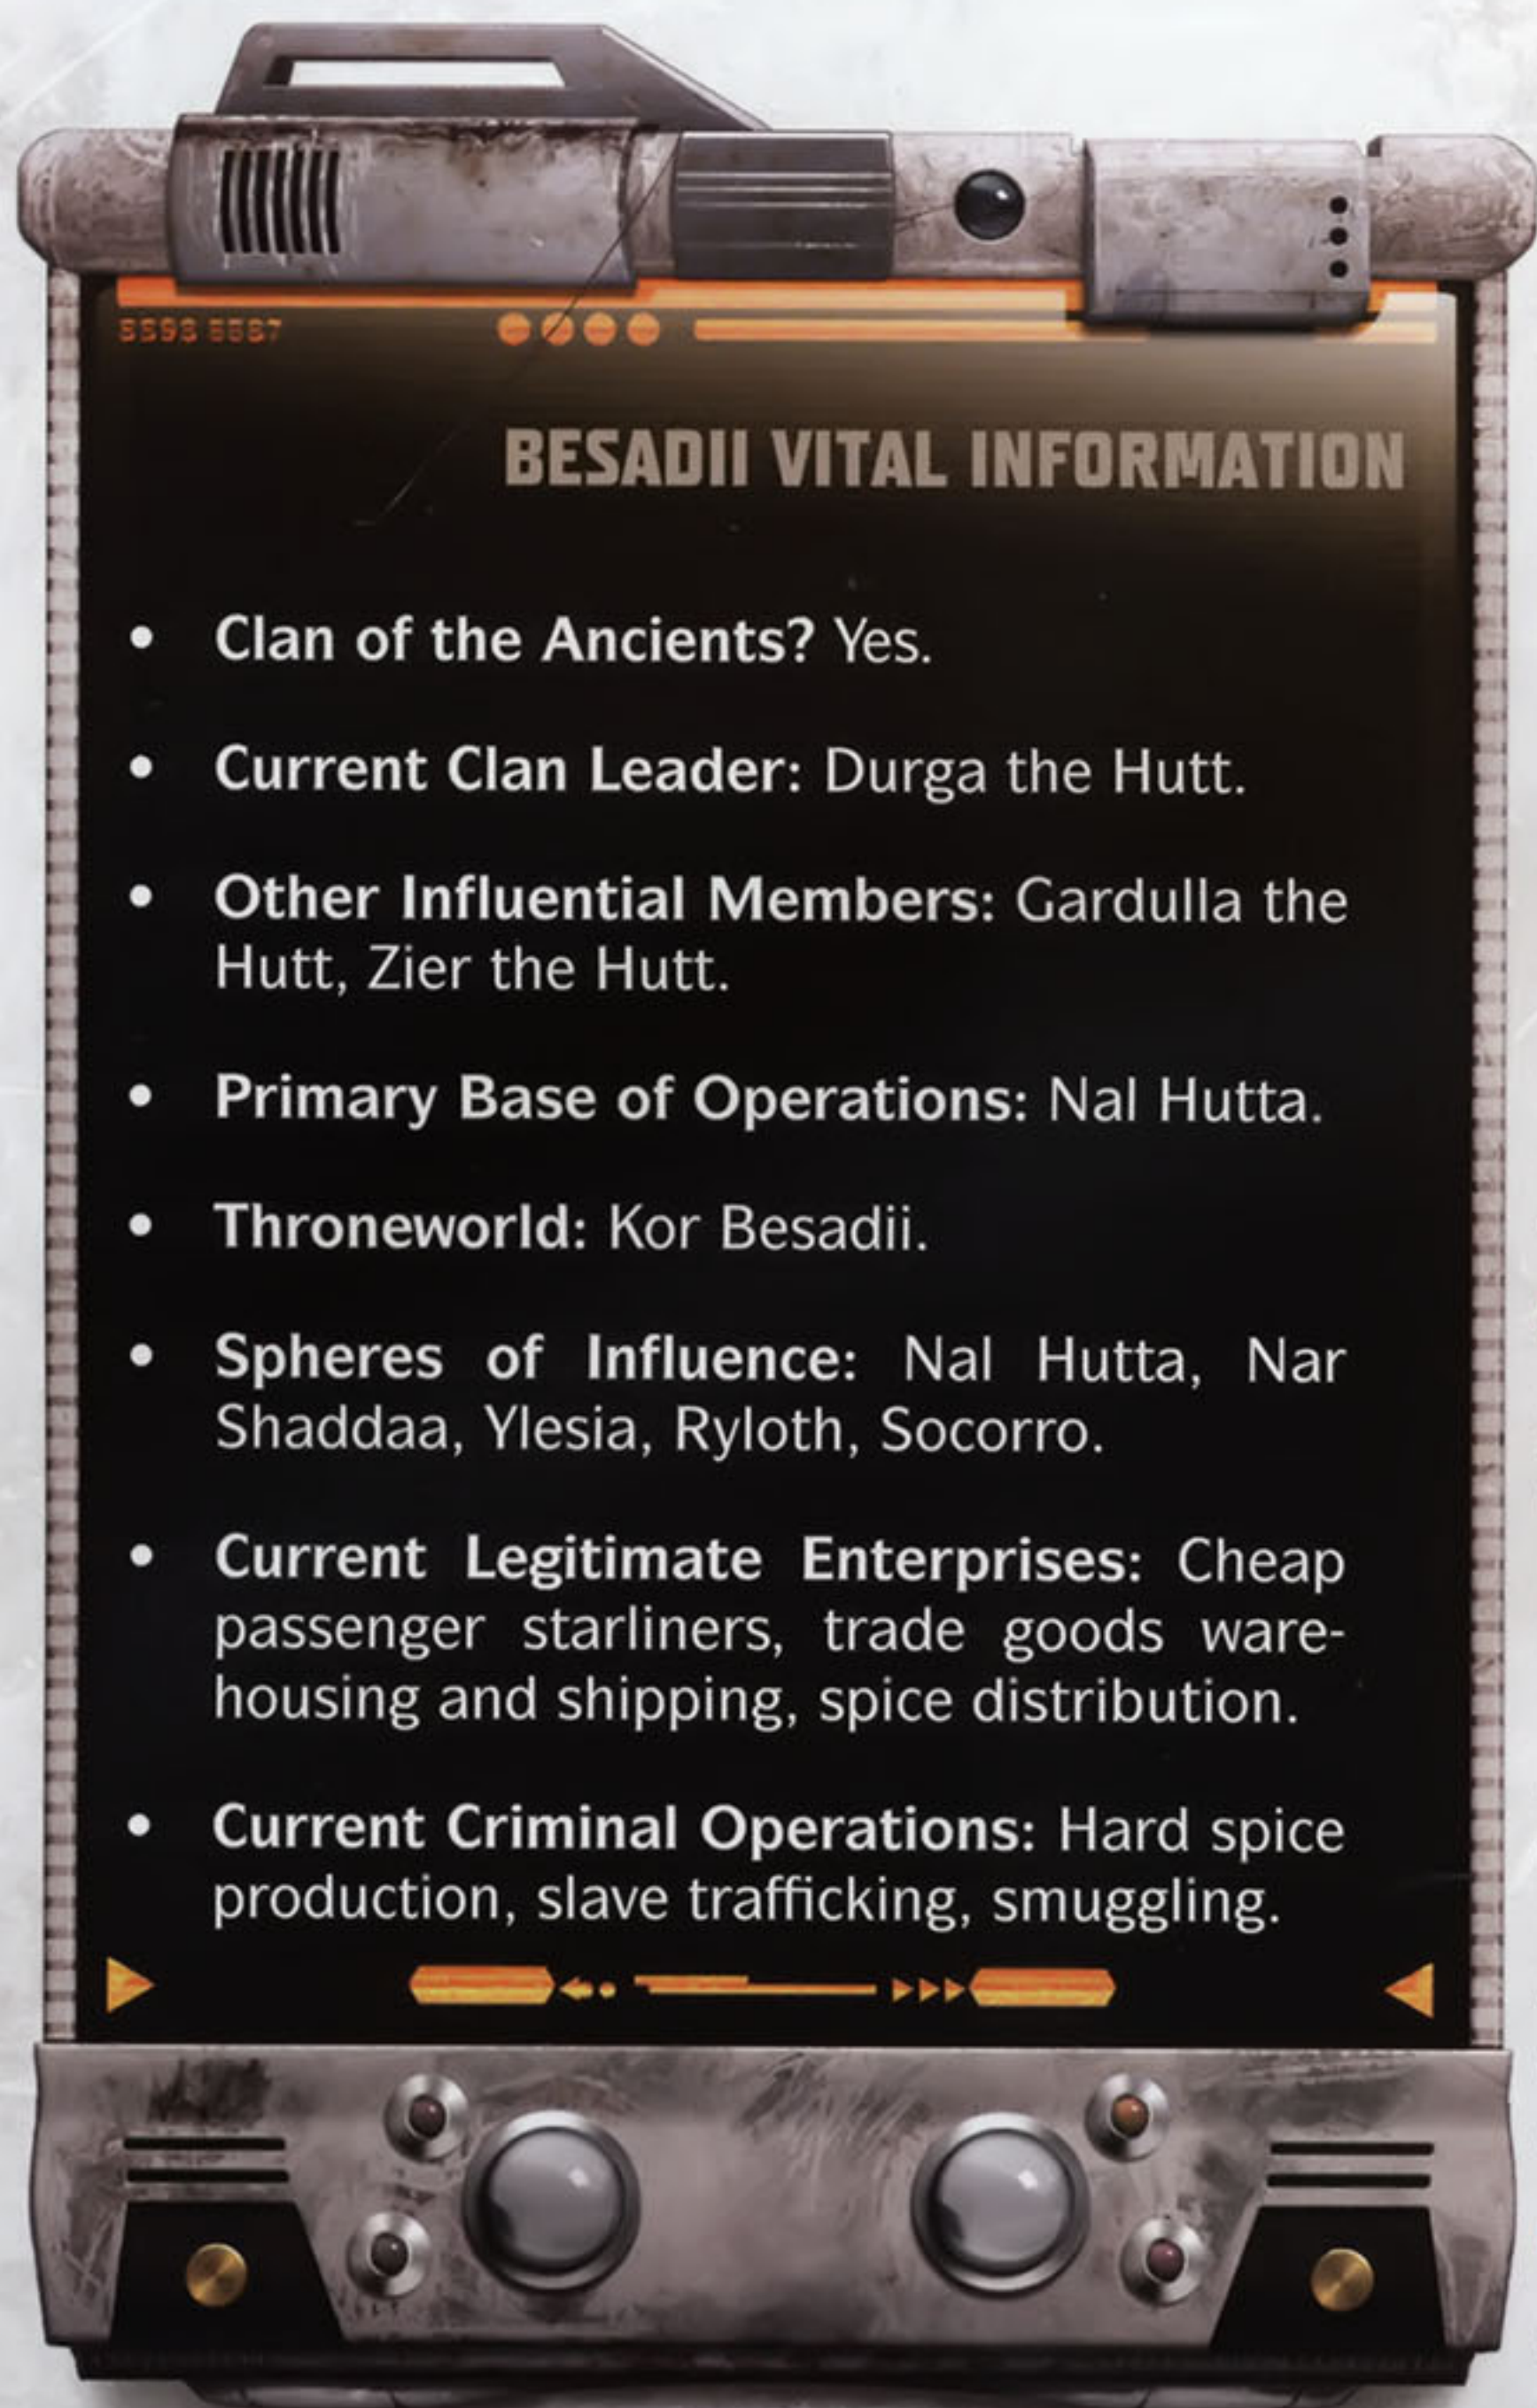 BESADII VITAL INFORMATION
• Clan of the Ancients? Yes.
• Current Clan Leader: Durga the Hutt.
• Other Influential Members: Gardulla the
Hutt, Zier the Hutt.
• Primary Base of Operations: Nal Hutta.
• Throneworld: Kor Besadii.
• Spheres of Influence: Nal Hutta, Nar
Shaddaa, Ylesia, Ryloth, Socorro.
• Current Legitimate Enterprises: Cheap
passenger starliners, trade goods ware-
housing and shipping, spice distribution.
• Current Criminal Operations: Hard spice
production, slave trafficking, smuggling.